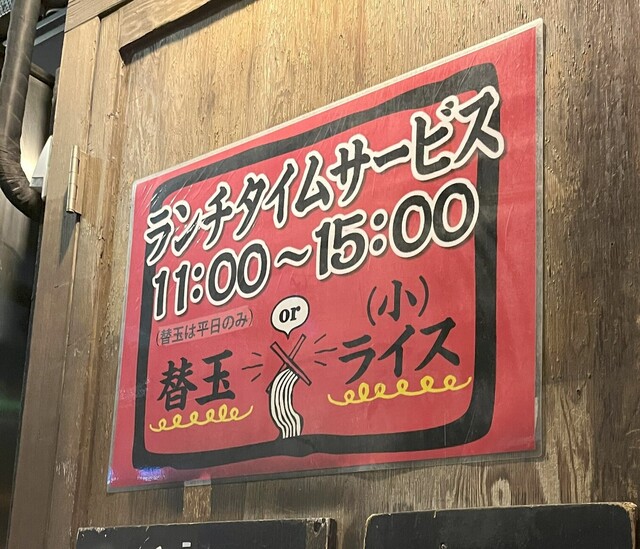 ランチタイムサービス
11:00～15:00
(替玉は平日のみ)
替玉
or
(小)
ライス